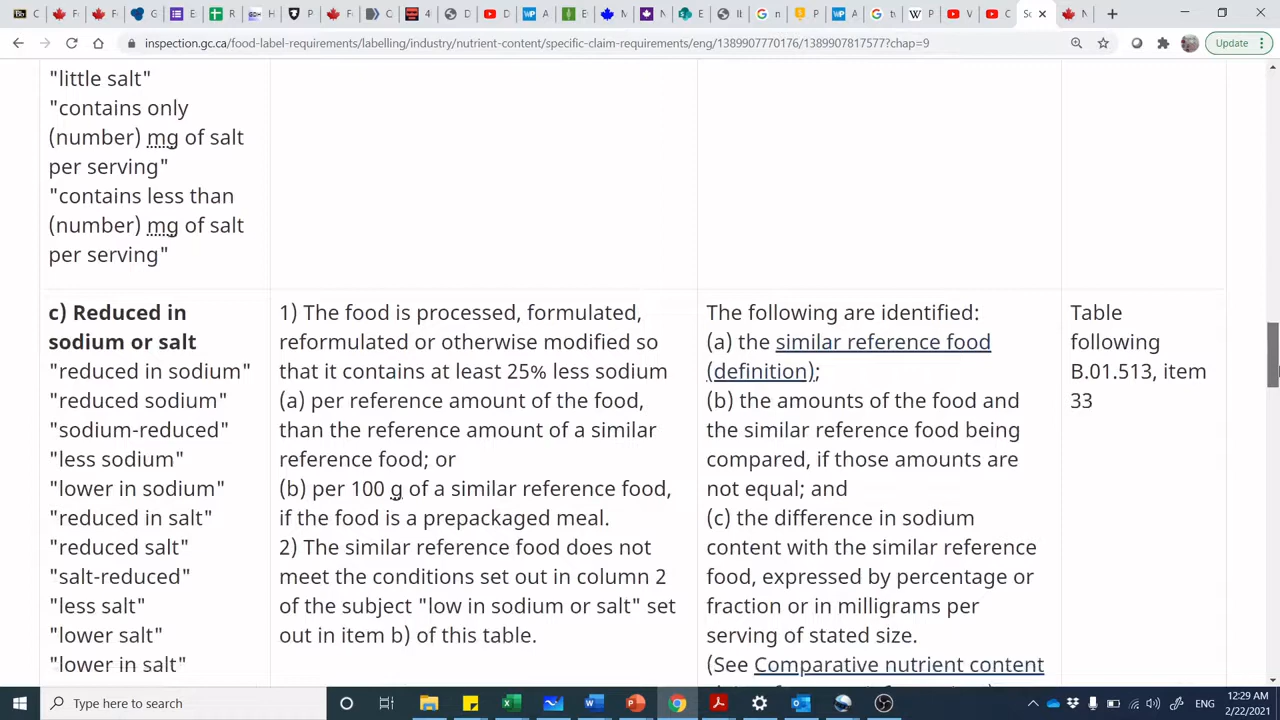 inspection.gc.ca/food-label-requirements/labelling/industry/nutrient-content/specific-claim-requirements/eng/1389907770176/1389907817577?chap=9
Update
"little salt"
"contains only
(number) mg of salt
per serving"
"contains less than
(number) mg of salt
per serving"
c) Reduced in
sodium or salt
"reduced in sodium"
"reduced sodium"
"sodium-reduced"
"less sodium"
"lower in sodium"
"reduced in salt"
"reduced salt"
"salt-reduced"
"less salt"
"lower salt"
"lower in salt"
1) The food is processed, formulated,
reformulated or otherwise modified so
that it contains at least 25% less sodium
(a) per reference amount of the food,
than the reference amount of a similar
reference food; or
(b) per 100 g of a similar reference food,
if the food is a prepackaged meal.
2) The similar reference food does not
meet the conditions set out in column 2
of the subject "low in sodium or salt" set
out in item b) of this table.
The following are identified:
(a) the similar reference food
(definition);
(b) the amounts of the food and
the similar reference food being
compared, if those amounts are
not equal; and
(c) the difference in sodium
content with the similar reference
food, expressed by percentage or
fraction or in milligrams per
serving of stated size.
(See Comparative nutrient content
Table
following
B.01.513, item
33
Type here to search
ENG
12:29 AM
2/22/2021